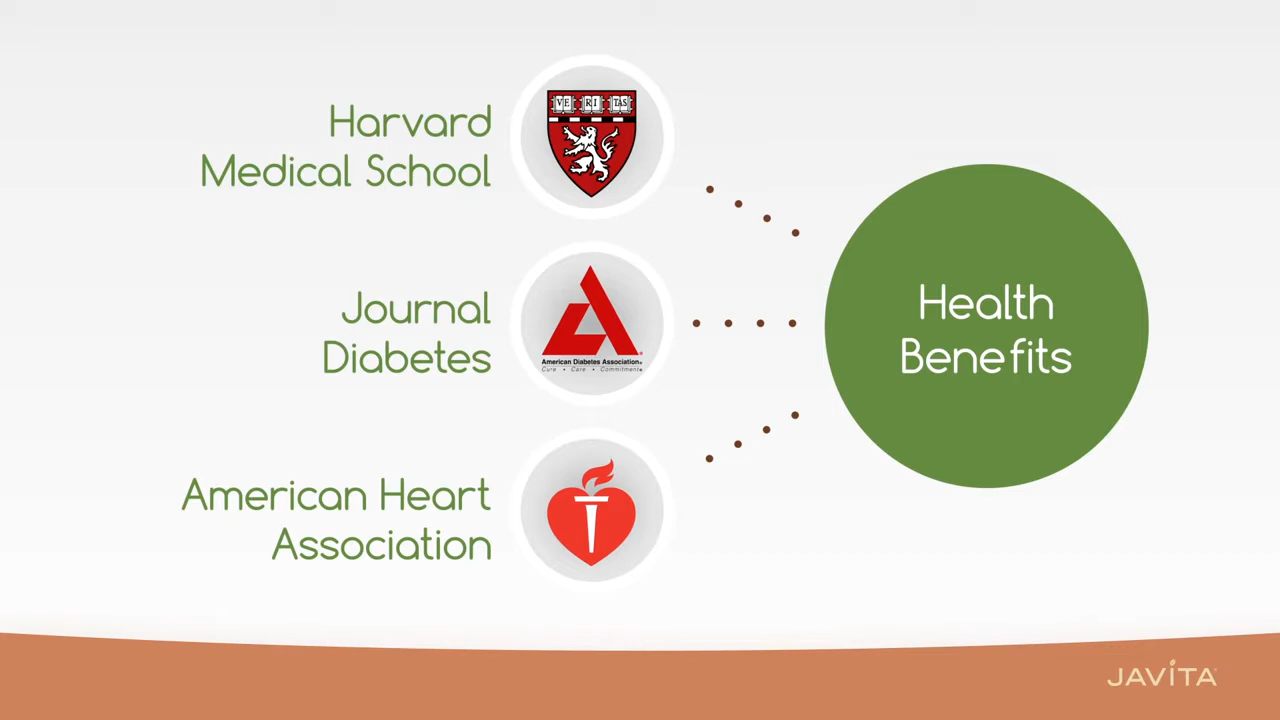 Harvard
Medical School
VE RI TAS
Journal
Diabetes
American Diabetes Association®
Cure • Care • Commitment®
American Heart
Association
Health
Benefits
JAVITA